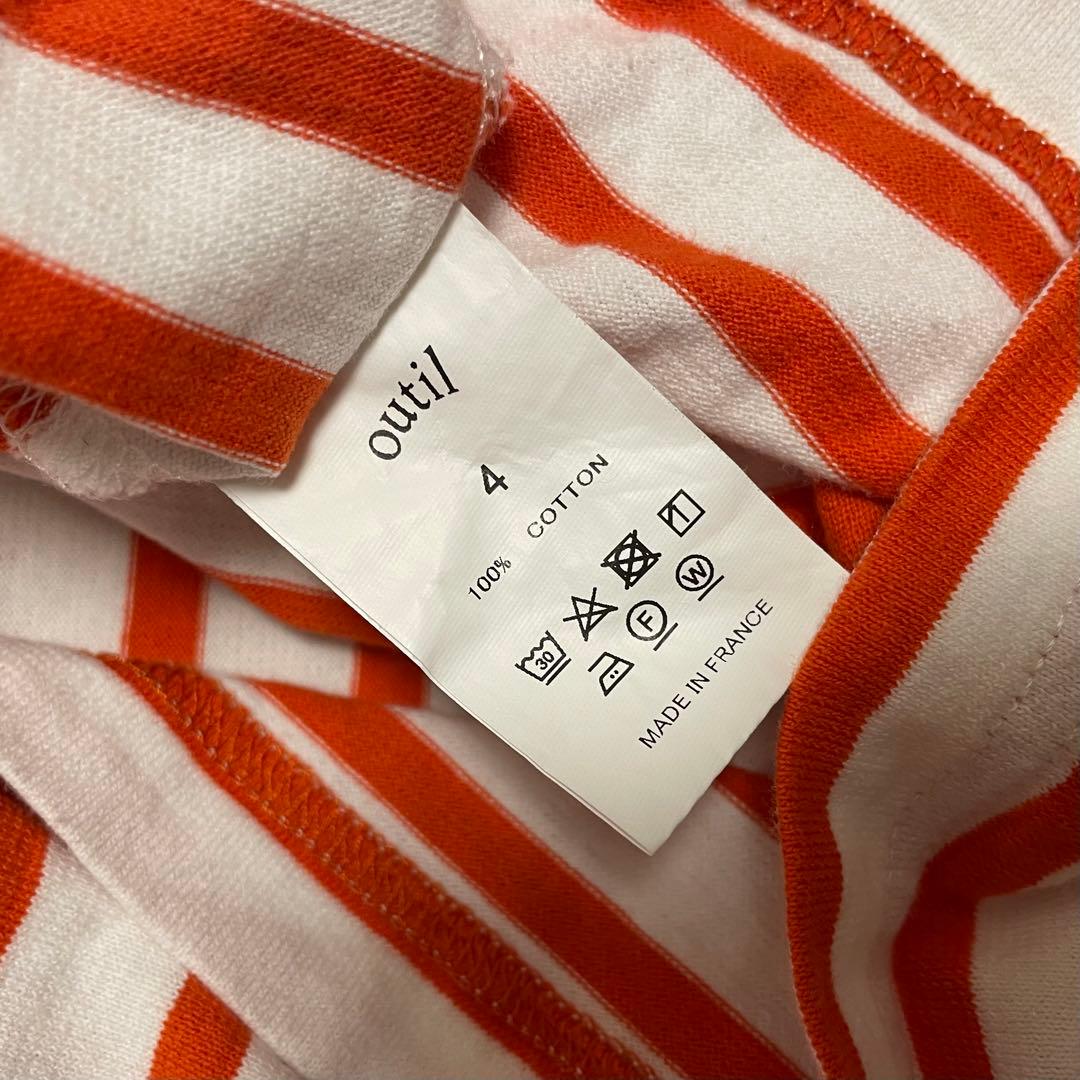 outil
4
100% COTTON
30
F W
MADE IN FRANCE